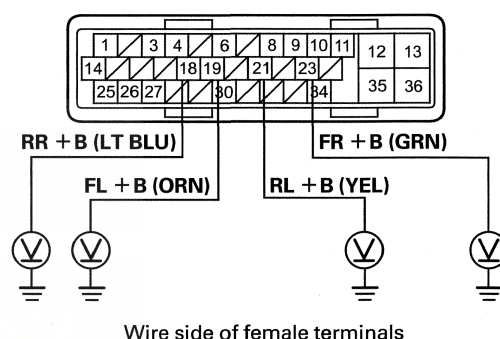 1 3 4 6 8 9 10 11 12 13
14 18 19 21 23
25 26 27 30 34 35 36
RR +B (LT BLU) FR +B (GRN)
FL +B (ORN) RL +B (YEL)
V V V V
Wire side of female terminals